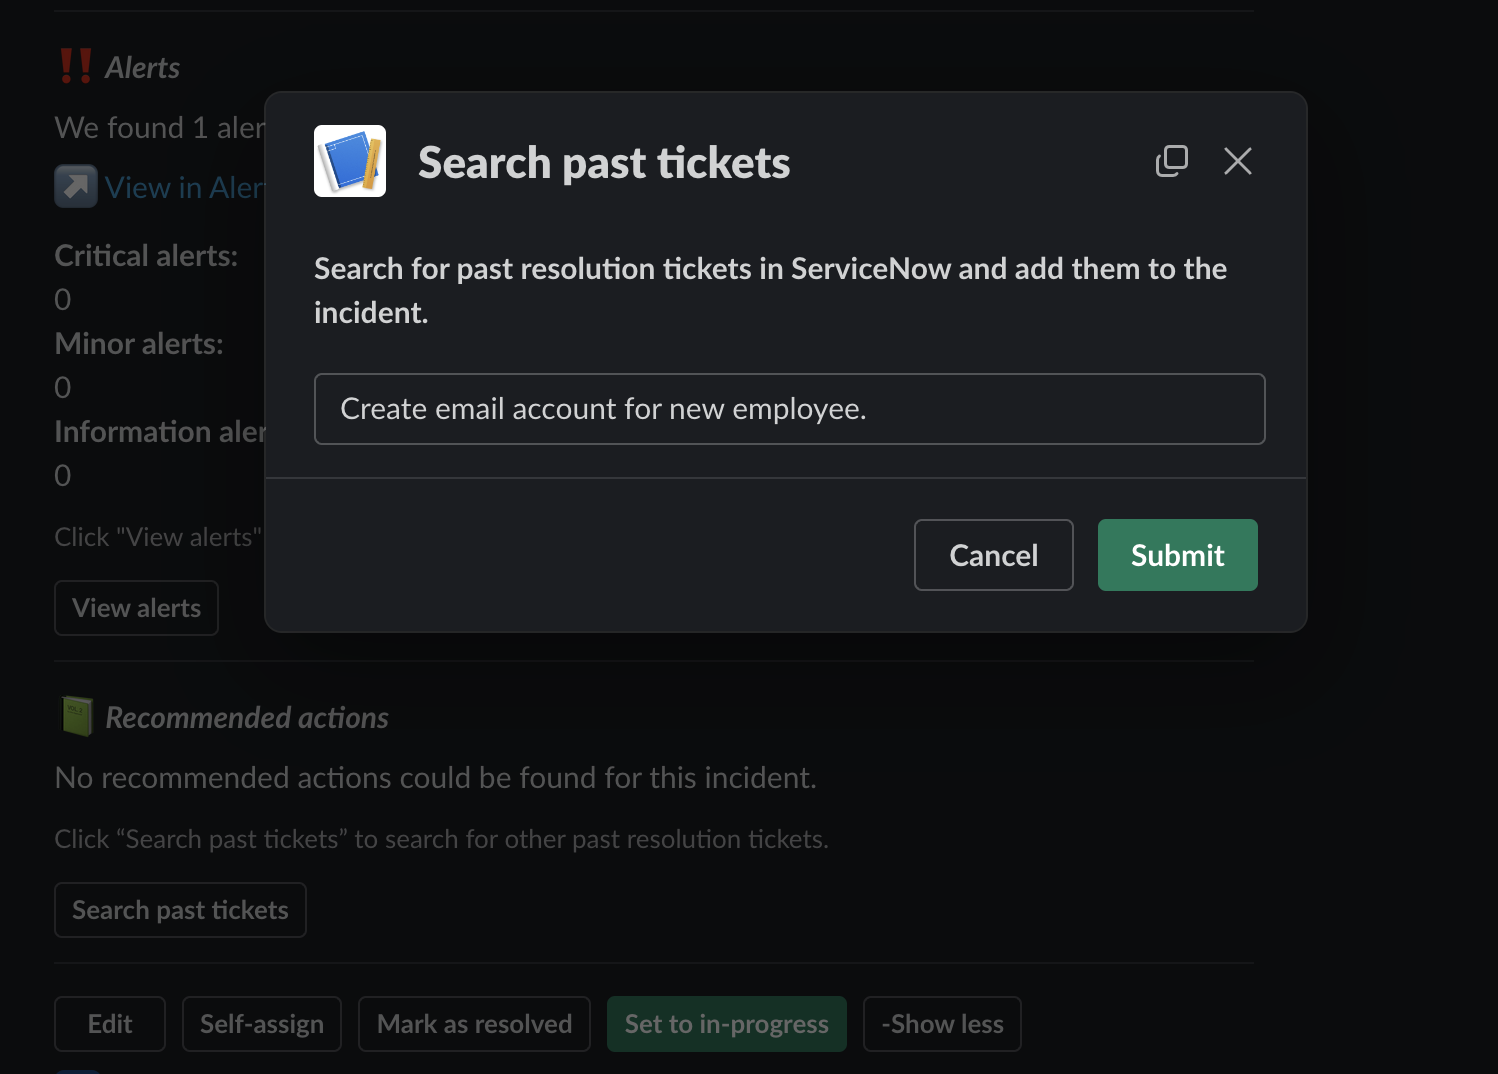 Alerts
We found 1 aler
View in Aler
Critical alerts:
0
Minor alerts:
0
Information aler
0
Click "View alerts"
View alerts
Search past tickets
Search for past resolution tickets in ServiceNow and add them to the
incident.
Create email account for new employee.
Cancel
Submit
Recommended actions
No recommended actions could be found for this incident.
Click “Search past tickets” to search for other past resolution tickets.
Search past tickets
Edit
Self-assign
Mark as resolved
Set to in-progress
-Show less